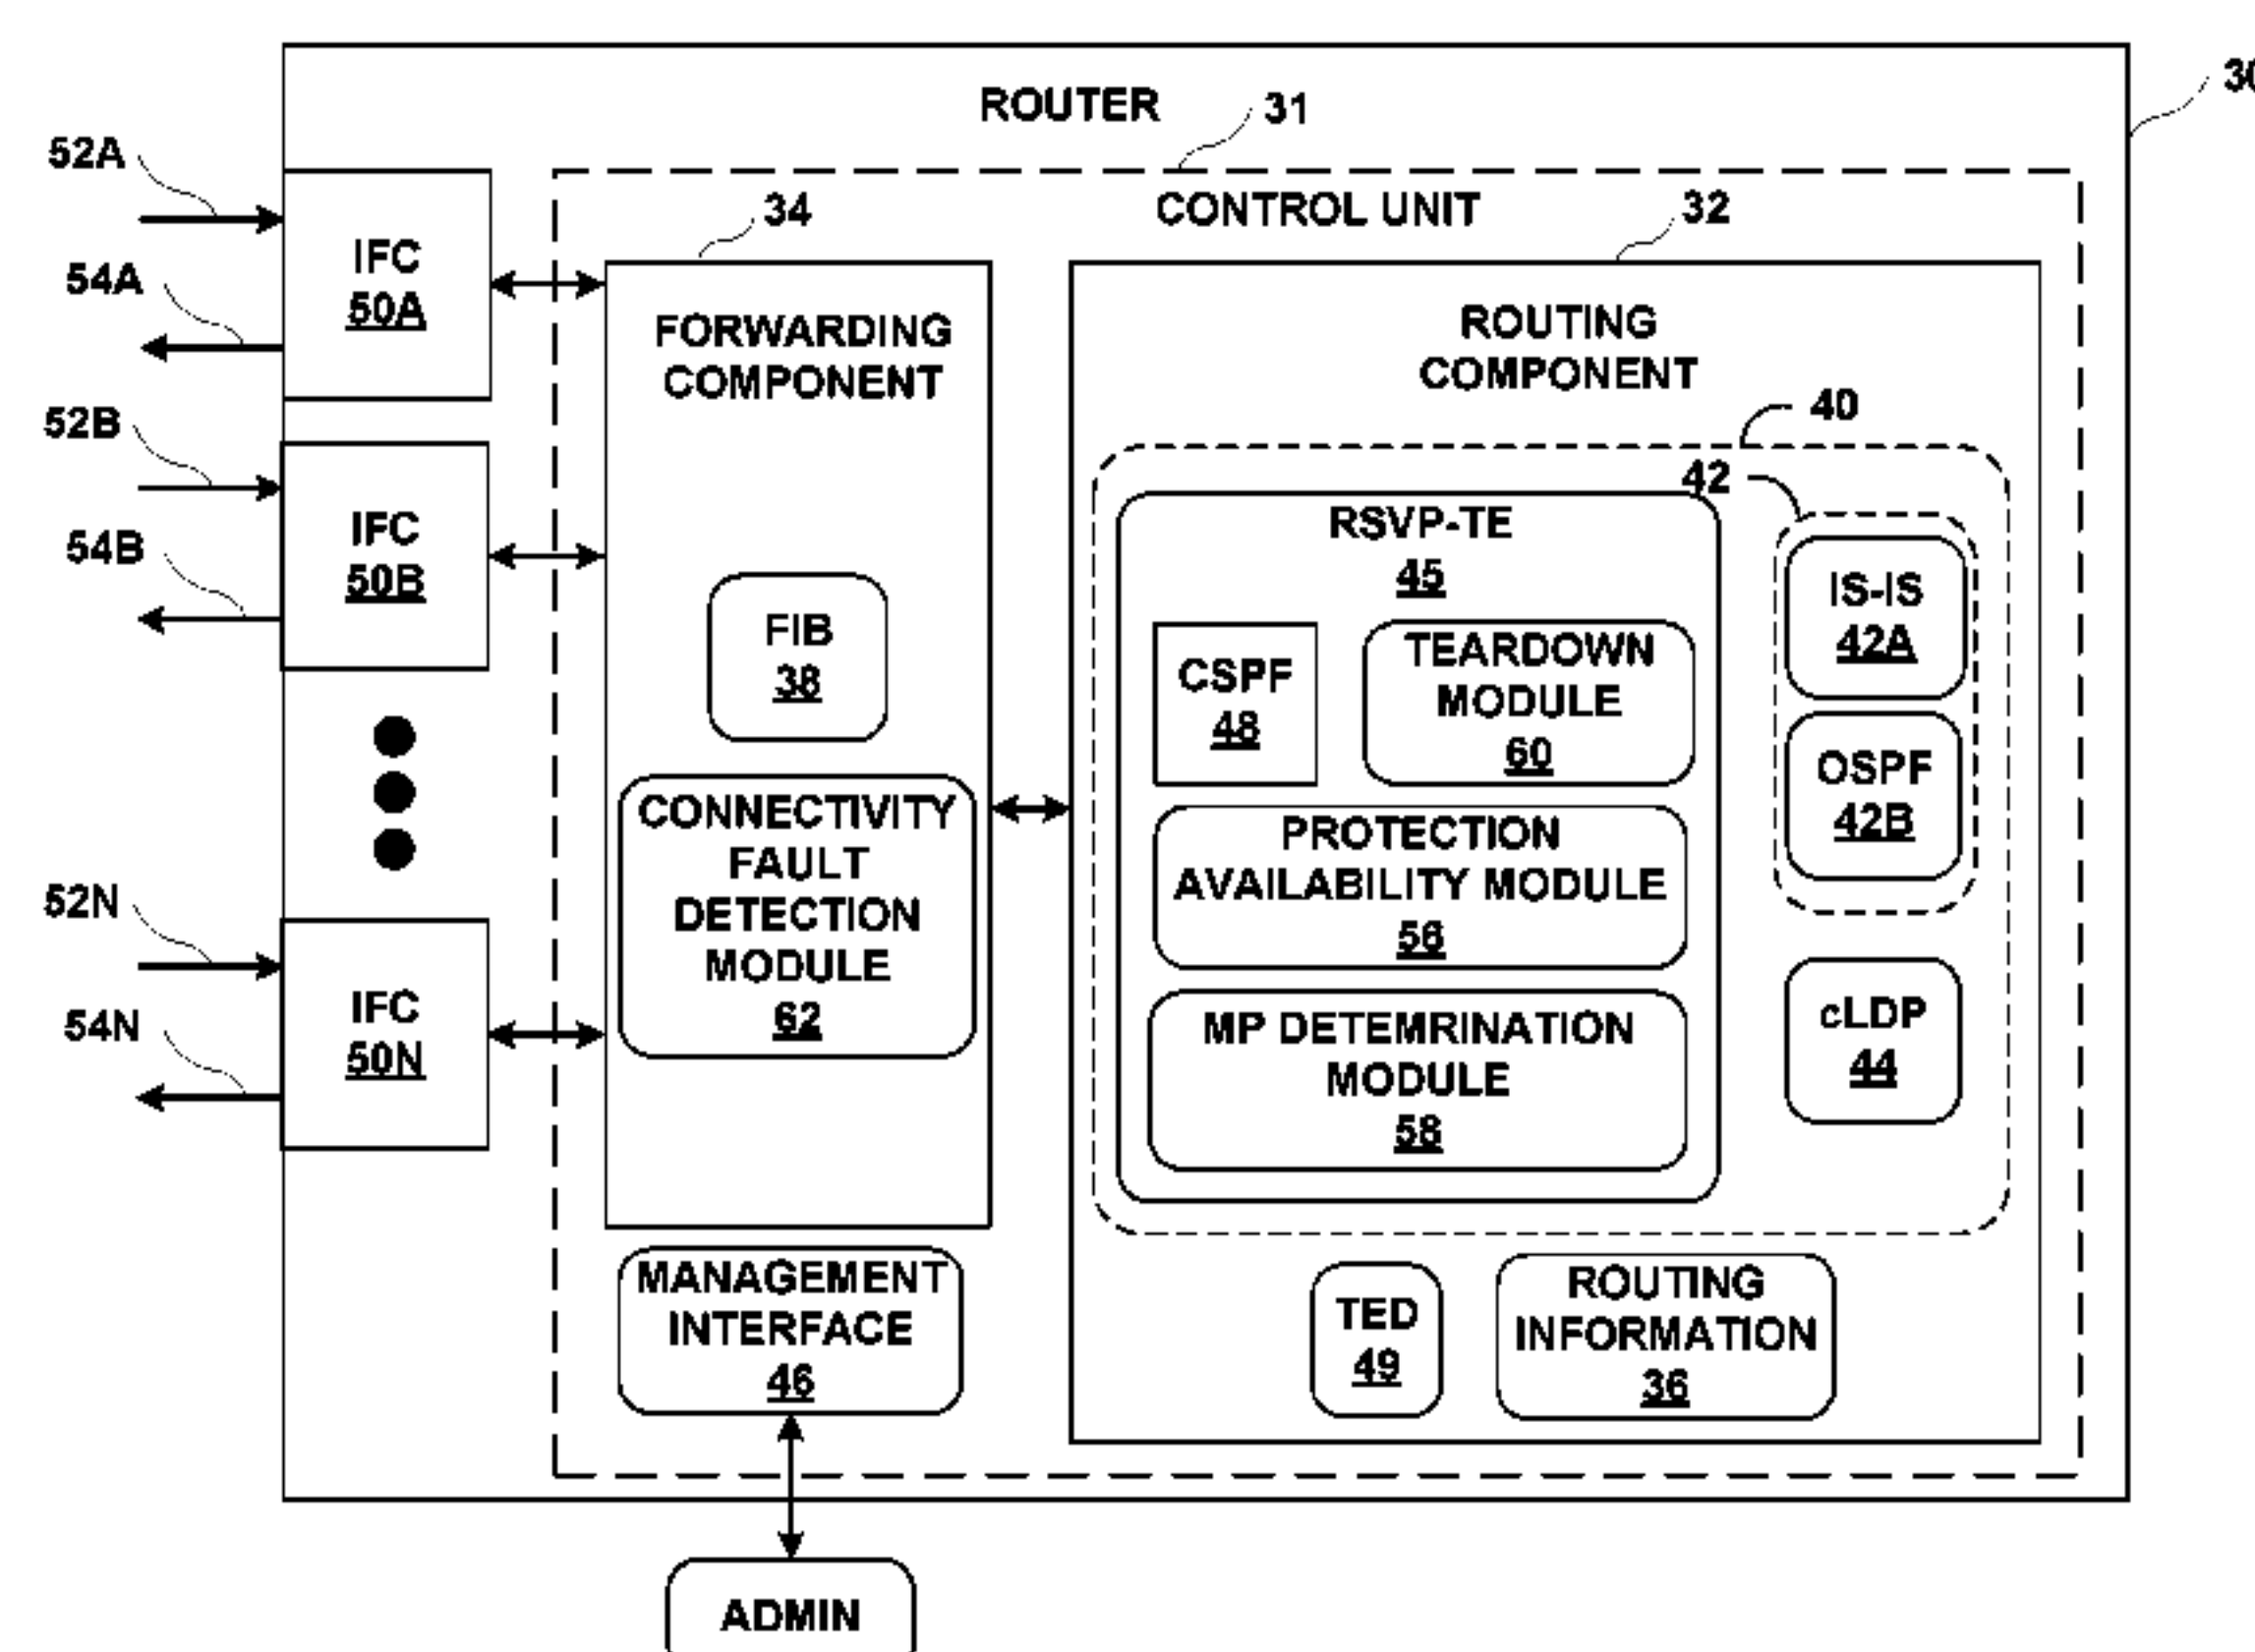 ROUTER
30
31
CONTROL UNIT
52A
54A
IFC
50A
52B
54B
IFC
50B
52N
54N
IFC
50N
34
FORWARDING
COMPONENT
FIB
38
CONNECTIVITY
FAULT
DETECTION
MODULE
62
MANAGEMENT
INTERFACE
46
ADMIN
32
ROUTING
COMPONENT
40
42
RSVP-TE
45
CSPF
48
TEARDOWN
MODULE
60
PROTECTION
AVAILABILITY MODULE
56
MP DETEMRINATION
MODULE
58
IS-IS
42A
OSPF
42B
cLDP
44
TED
49
ROUTING
INFORMATION
36